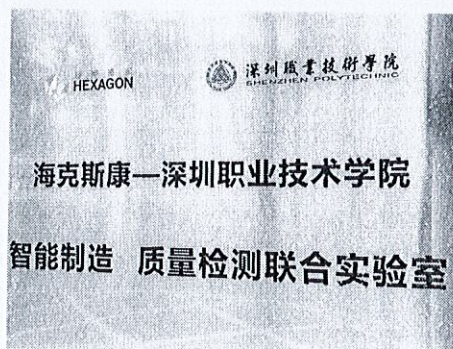 HEXAGON
深圳職業技術學院
SHENZHEN POLYTECHNIC
海克斯康—深圳职业技术学院
智能制造 质量检测联合实验室